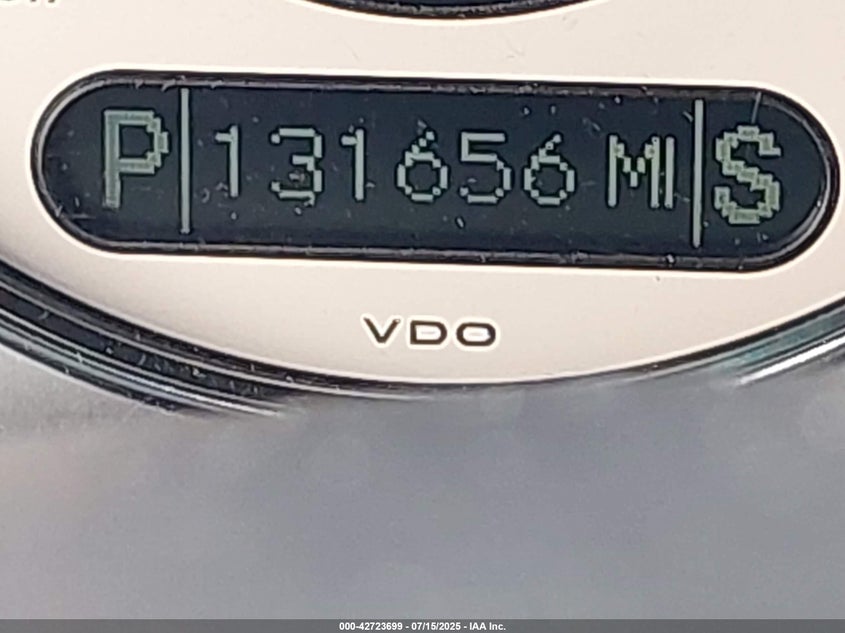 P 131656 MI S
VDO
000-42723699 - 07/15/2025 - IAA Inc.